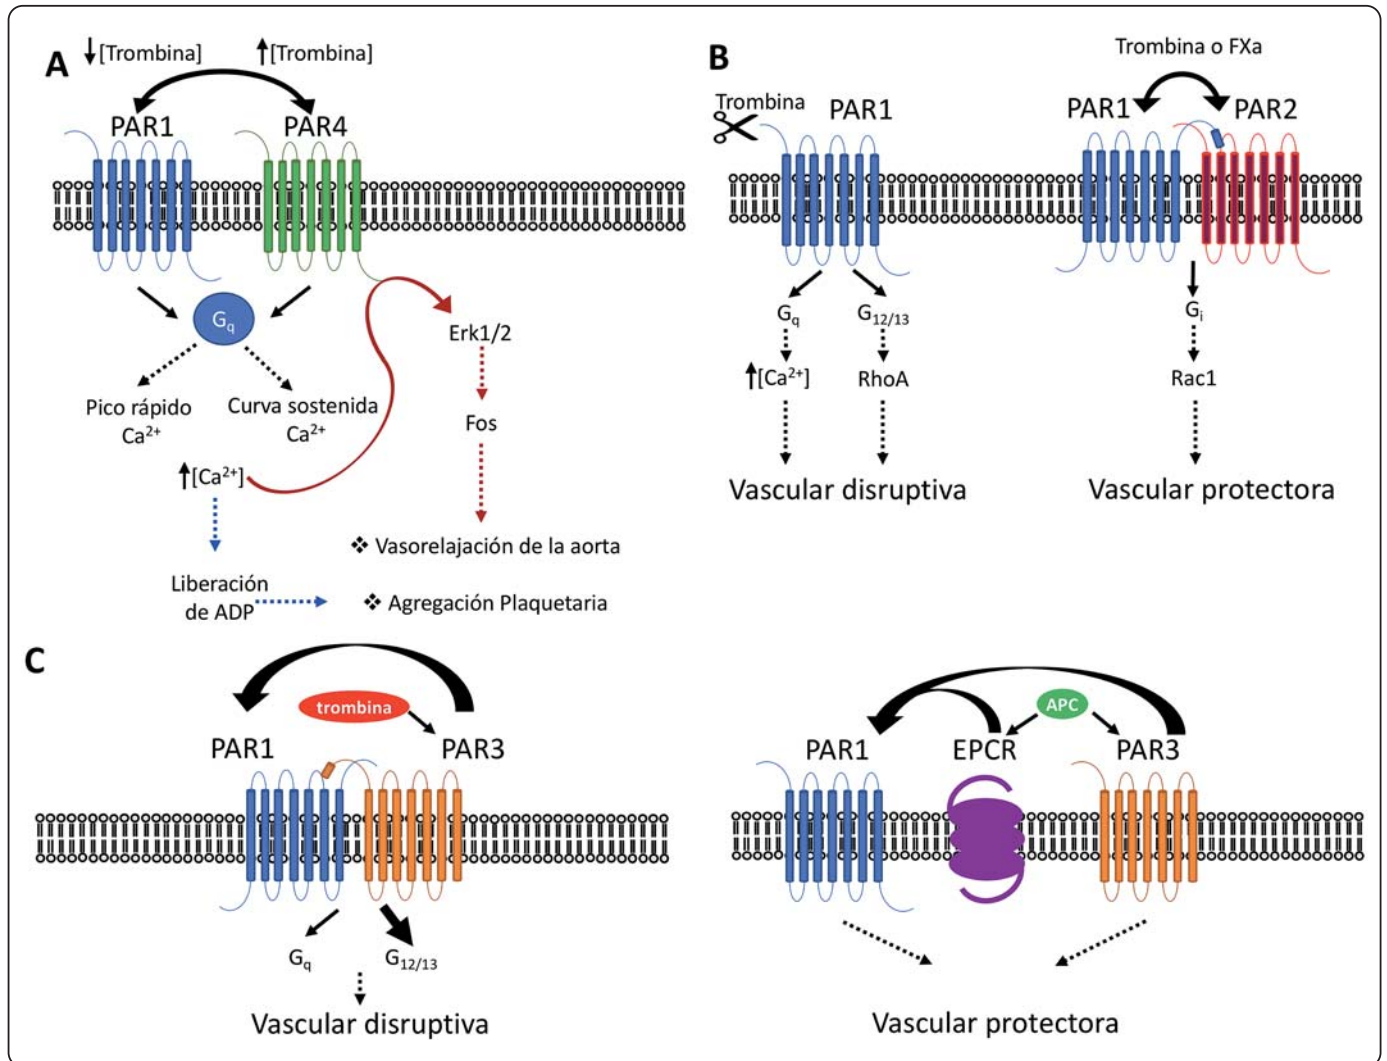 A
↓[Trombina]
↑[Trombina]
PAR1
PAR4
Gq
Pico rápido
Ca2+
Curva sostenida
Ca2+
↑[Ca2+]
Liberación
de ADP
Erk1/2
Fos
❖ Vasorelajación de la aorta
❖ Agregación Plaquetaria
B
Trombina
PAR1
Gq
G12/13
↑[Ca2+]
RhoA
Vascular disruptiva
Trombina o FXa
PAR1
PAR2
Gi
Rac1
Vascular protectora
C
trombina
PAR1
PAR3
Gq
G12/13
Vascular disruptiva
APC
PAR1
EPCR
PAR3
Vascular protectora